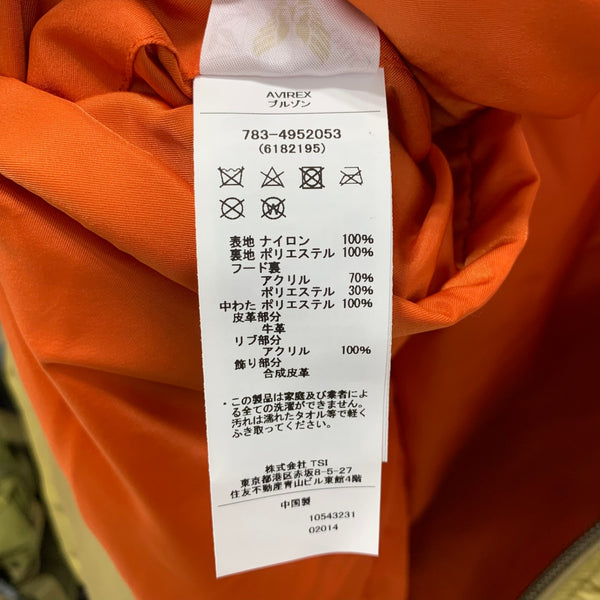 AVIREX
ブルゾン
783-4952053
(6182195)
表地 ナイロン 100%
裏地 ポリエステル 100%
フード裏
アクリル 70%
ポリエステル 30%
中わた ポリエステル 100%
皮革部分
牛革
リブ部分
アクリル 100%
飾り部分
合成皮革
・この製品は家庭及び業者によ
る全ての洗濯ができません。
汚れは濡れたタオル等で軽く
ふき取ってください。
株式会社 TSI
東京都港区赤坂8-5-27
住友不動産青山ビル東館4階
中国製
10543231
02014